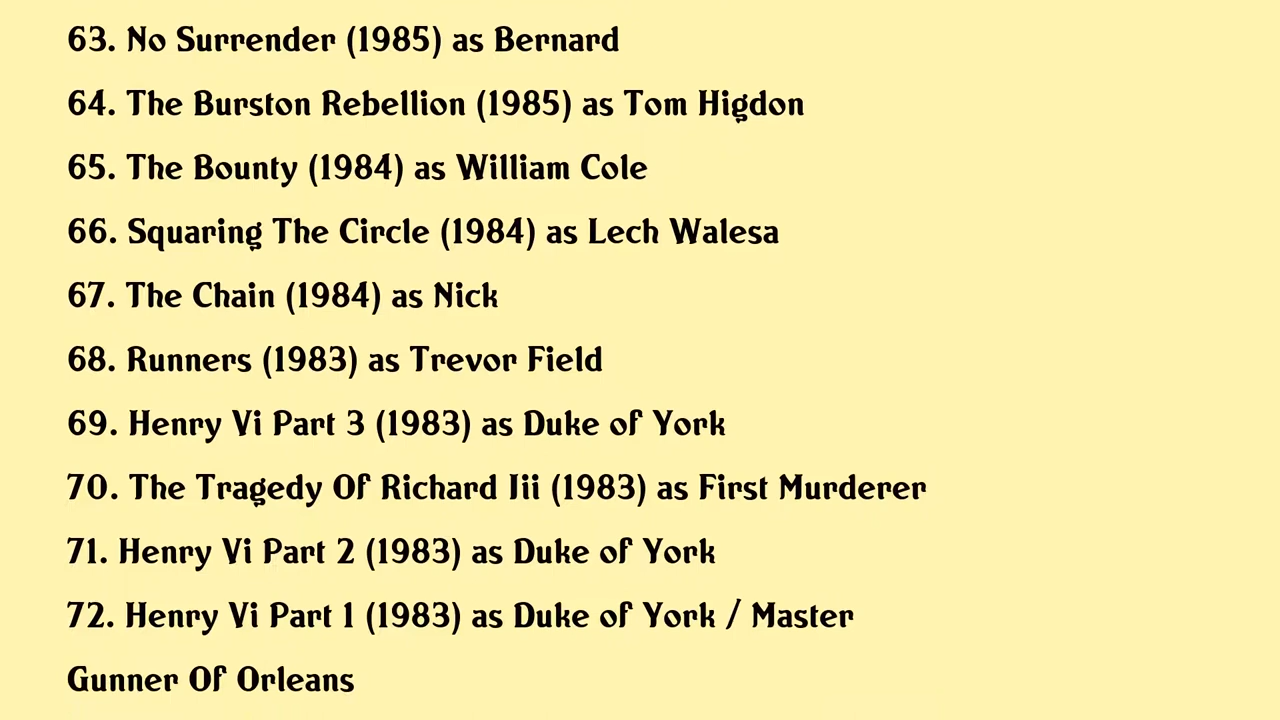 63. No Surrender (1985) as Bernard
64. The Burston Rebellion (1985) as Tom Higdon
65. The Bounty (1984) as William Cole
66. Squaring The Circle (1984) as Lech Walesa
67. The Chain (1984) as Nick
68. Runners (1983) as Trevor Field
69. Henry Vi Part 3 (1983) as Duke of York
70. The Tragedy Of Richard Iii (1983) as First Murderer
71. Henry Vi Part 2 (1983) as Duke of York
72. Henry Vi Part 1 (1983) as Duke of York / Master
Gunner Of Orleans